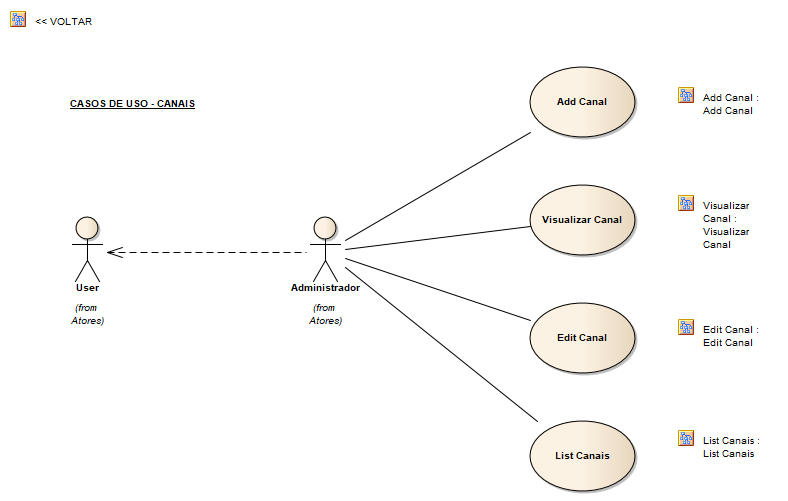 << VOLTAR
CASOS DE USO - CANAIS
Add Canal
Add Canal :
Add Canal
Visualizar Canal
Visualizar
Canal :
Visualizar
Canal
User
(from
Atores)
Administrador
(from
Atores)
Edit Canal
Edit Canal :
Edit Canal
List Canais
List Canais :
List Canais